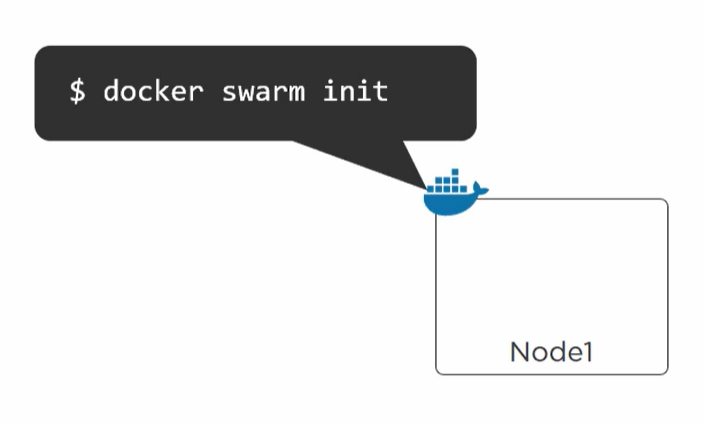 $ docker swarm init
Node1